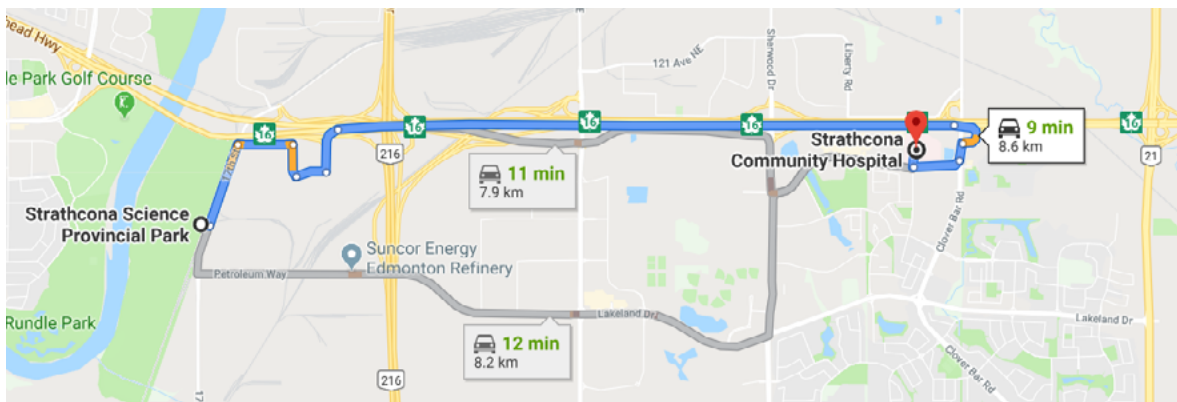 head Hwy
21
Sherwood Dr
Liberty Rd
121 Ave NE
le Park Golf Course
16
16
16
16
16
216
Strathcona
Community Hospital
9 min
8.6 km
21
11 min
7.9 km
Strathcona Science
Provincial Park
Clover Bar Rd
Suncor Energy
Edmonton Refinery
Petroleum Way
Rundle Park
Lakeland Dr
Lakeland Dr
12 min
8.2 km
216
Clover Bar Rd
17